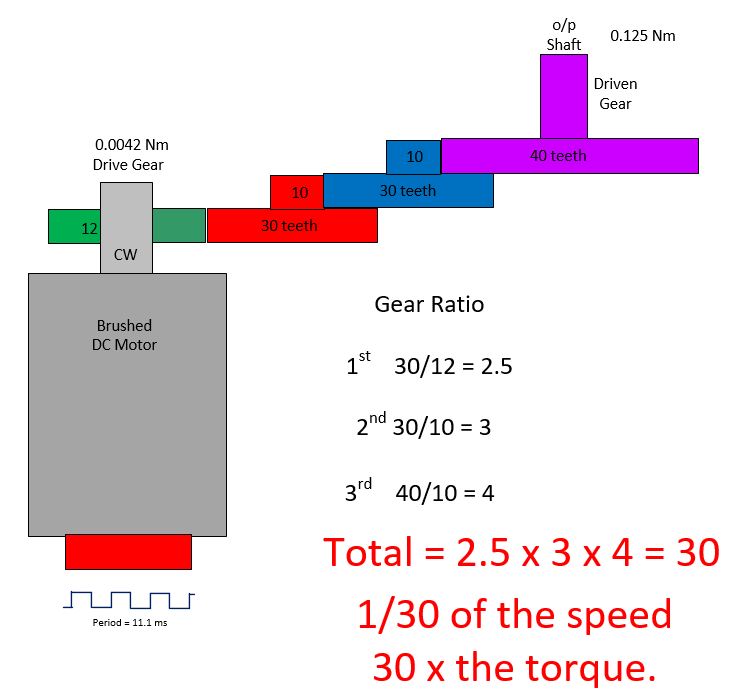 o/p
Shaft
0.125 Nm
Driven
Gear
0.0042 Nm
Drive Gear
10
40 teeth
10
30 teeth
12
30 teeth
CW
Brushed
DC Motor
Gear Ratio
1st 30/12 = 2.5
2nd 30/10 = 3
3rd 40/10 = 4
Total = 2.5 x 3 x 4 = 30
1/30 of the speed
30 x the torque.
Period = 11.1 ms